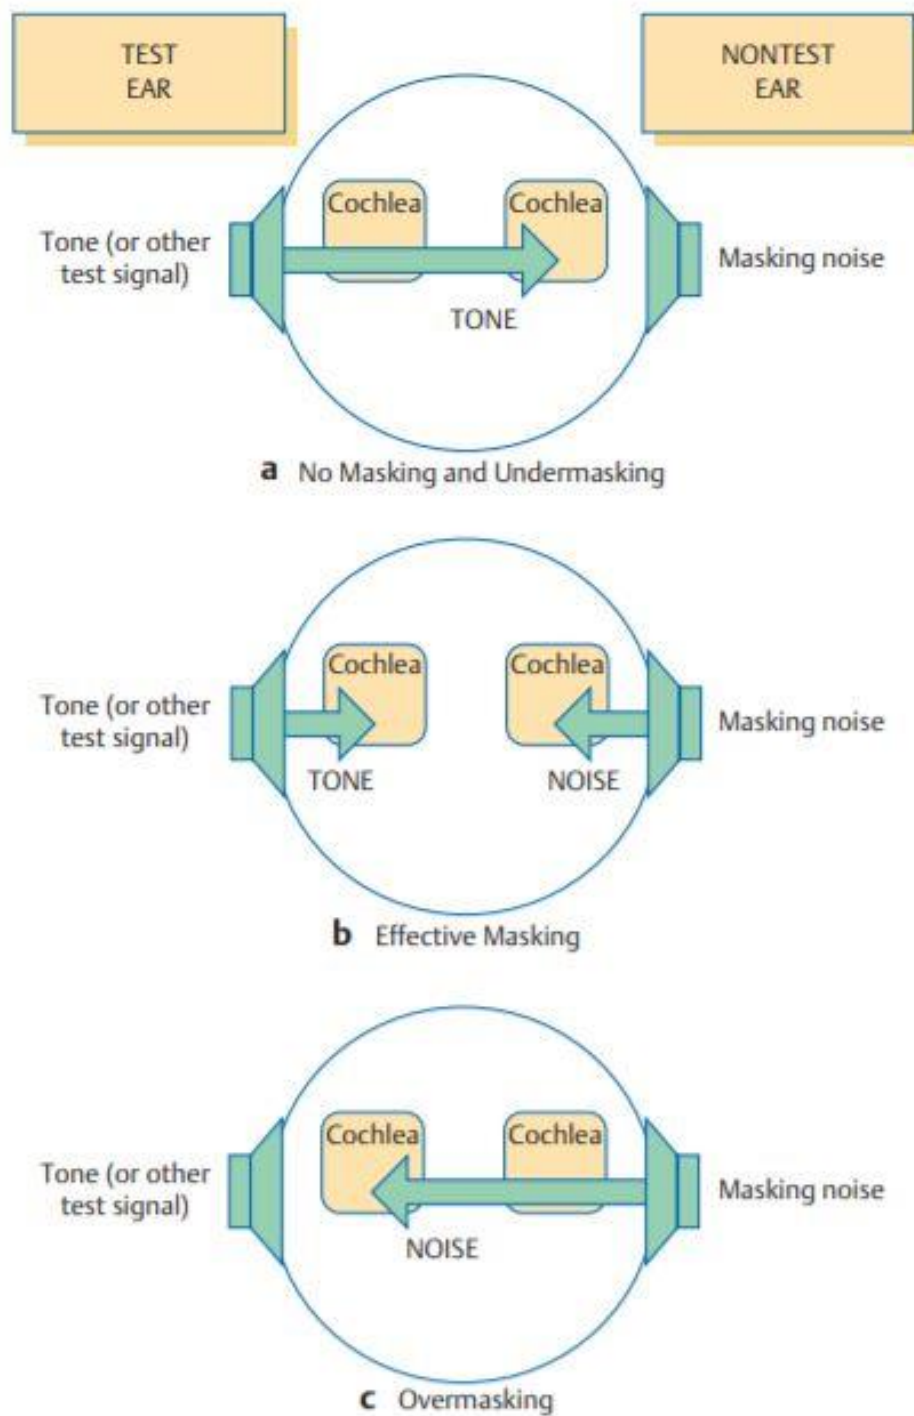 TEST
EAR
NONTEST
EAR
Cochlea
Cochlea
Tone (or other
test signal)
Masking noise
TONE
a No Masking and Undermasking
Cochlea
Cochlea
Tone (or other
test signal)
Masking noise
TONE
NOISE
b Effective Masking
Cochlea
Cochlea
Tone (or other
test signal)
Masking noise
NOISE
c Overmasking